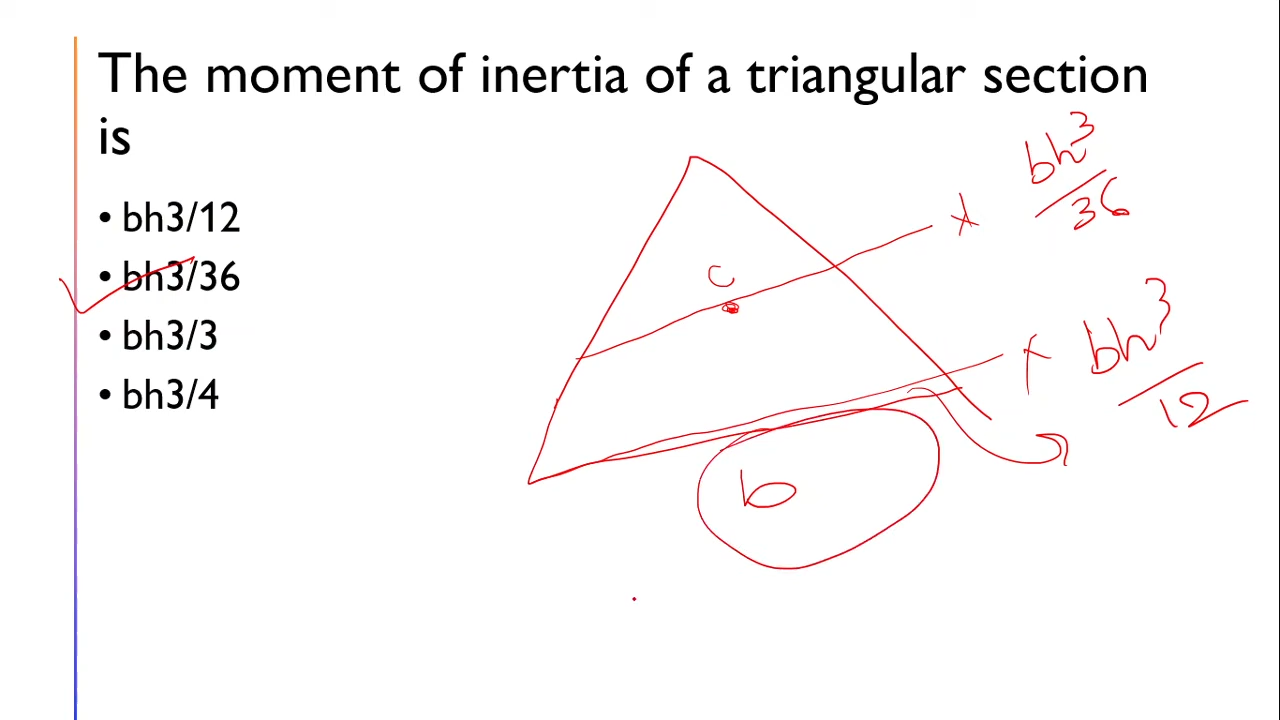 The moment of inertia of a triangular section
is
• bh3/12
• bh3/36
• bh3/3
• bh3/4
bh³/36
C
x
bh³/12
x
b